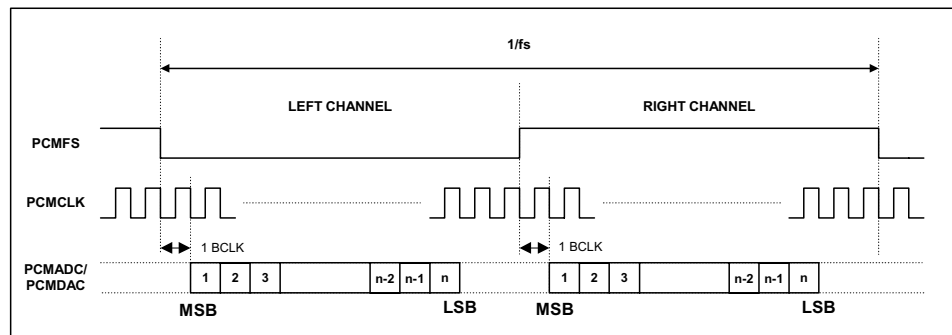 1/fs
LEFT CHANNEL RIGHT CHANNEL
PCMFS
PCMCLK
1 BCLK 1 BCLK
PCMADC/
PCMDAC
1 2 3 n-2 n-1 n 1 2 3 n-2 n-1 n
MSB LSB MSB LSB